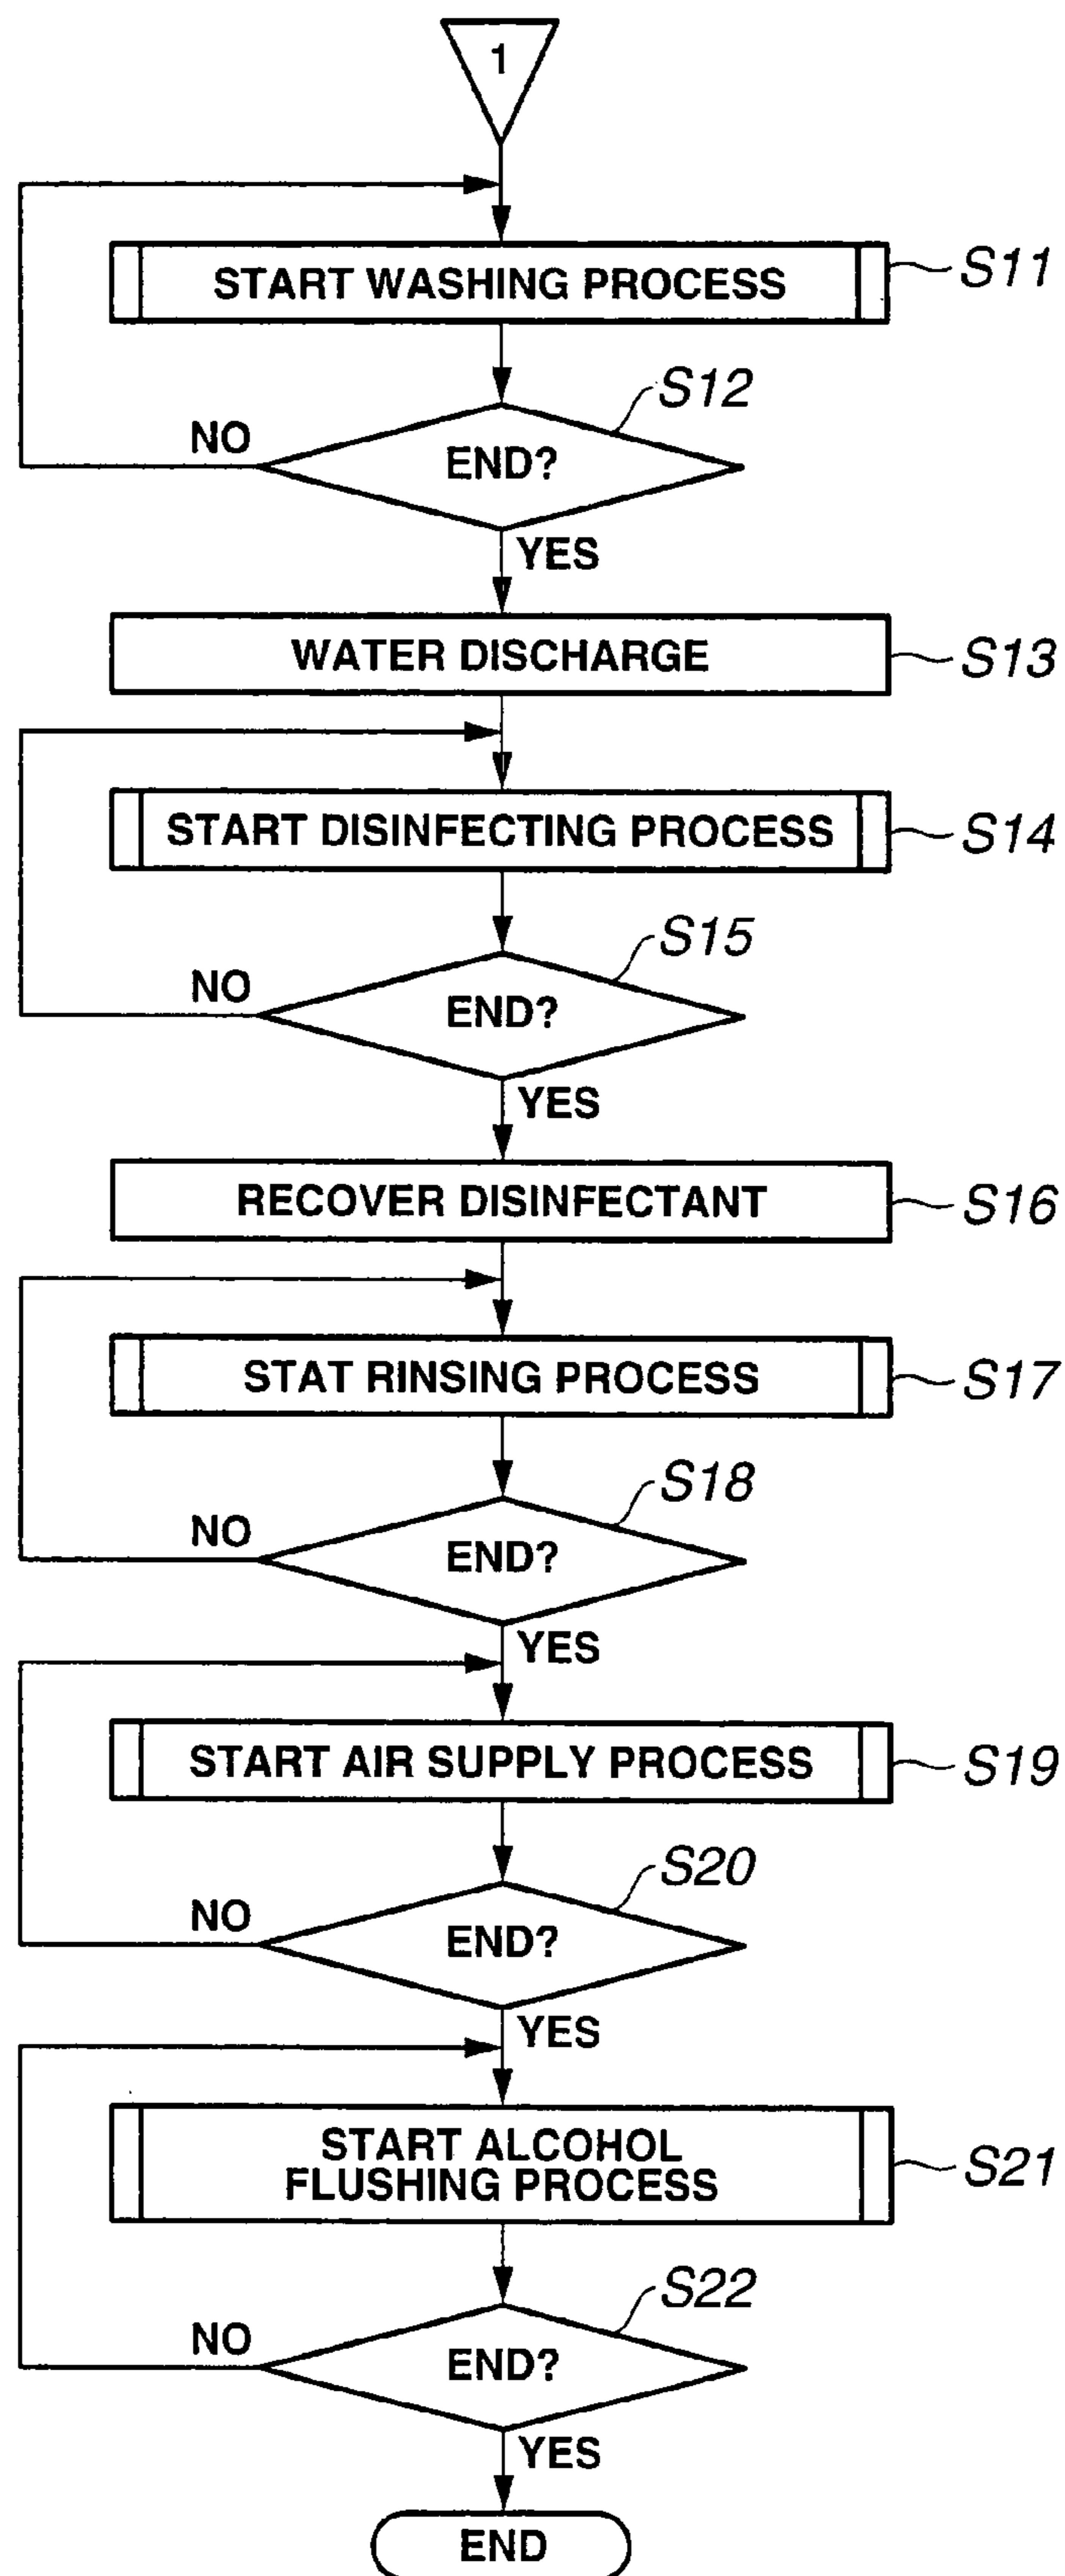 1
START WASHING PROCESS
S11
S12
END?
NO
YES
WATER DISCHARGE
S13
START DISINFECTING PROCESS
S14
S15
END?
NO
YES
RECOVER DISINFECTANT
S16
STAT RINSING PROCESS
S17
S18
END?
NO
YES
START AIR SUPPLY PROCESS
S19
S20
END?
NO
YES
START ALCOHOL
FLUSHING PROCESS
S21
S22
END?
NO
YES
END